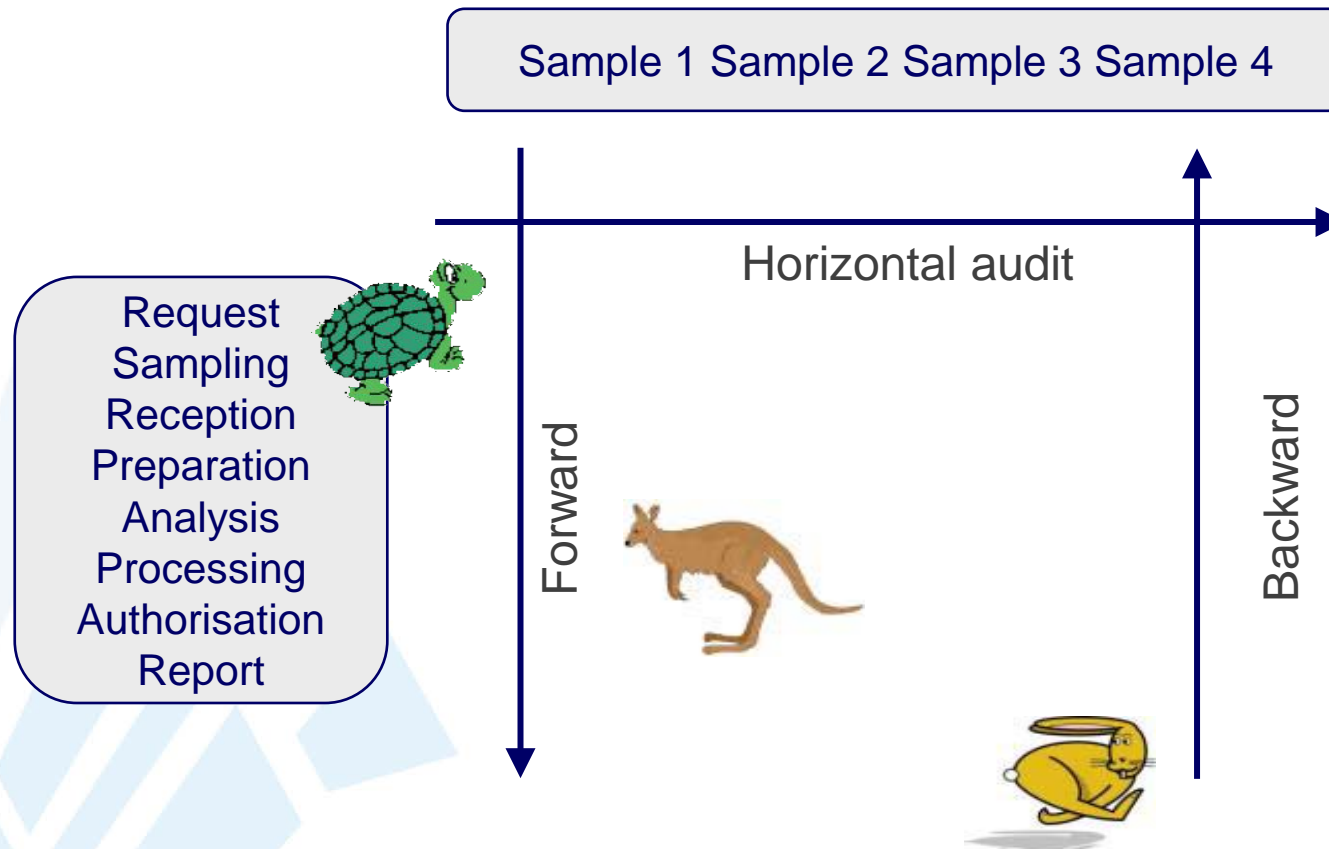 Sample 1 Sample 2 Sample 3 Sample 4
Horizontal audit
Request
Sampling
Reception
Preparation
Analysis
Processing
Authorisation
Report
Forward
Backward